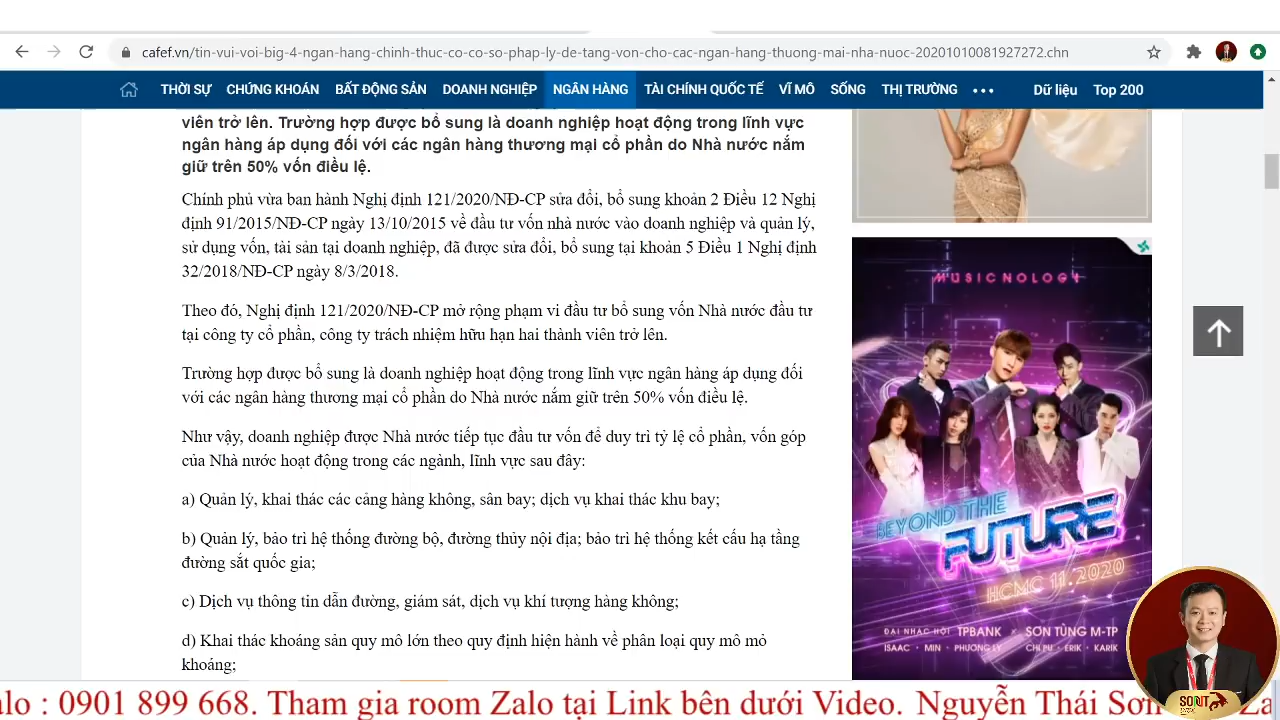 cafef.vn/tin-vui-voi-big-4-ngan-hang-chinh-thuc-co-co-so-phap-ly-de-tang-von-cho-cac-ngan-hang-thuong-mai-nha-nuoc-20201010081927272.chn
THỜI SỰ CHỨNG KHOÁN BẤT ĐỘNG SẢN DOANH NGHIỆP NGÂN HÀNG TÀI CHÍNH QUỐC TẾ VĨ MÔ SỐNG THỊ TRƯỜNG ••• Dữ liệu Top 200
viên trở lên. Trường hợp được bổ sung là doanh nghiệp hoạt động trong lĩnh vực
ngân hàng áp dụng đối với các ngân hàng thương mại cổ phần do Nhà nước nắm
giữ trên 50% vốn điều lệ.
Chính phủ vừa ban hành Nghị định 121/2020/NĐ-CP sửa đổi, bổ sung khoản 2 Điều 12 Nghị
định 91/2015/NĐ-CP ngày 13/10/2015 về đầu tư vốn nhà nước vào doanh nghiệp và quản lý,
sử dụng vốn, tài sản tại doanh nghiệp, đã được sửa đổi, bổ sung tại khoản 5 Điều 1 Nghị định
32/2018/NĐ-CP ngày 8/3/2018.
Theo đó, Nghị định 121/2020/NĐ-CP mở rộng phạm vi đầu tư bổ sung vốn Nhà nước đầu tư
tại công ty cổ phần, công ty trách nhiệm hữu hạn hai thành viên trở lên.
Trường hợp được bổ sung là doanh nghiệp hoạt động trong lĩnh vực ngân hàng áp dụng đối
với các ngân hàng thương mại cổ phần do Nhà nước nắm giữ trên 50% vốn điều lệ.
Như vậy, doanh nghiệp được Nhà nước tiếp tục đầu tư vốn để duy trì tỷ lệ cổ phần, vốn góp
của Nhà nước hoạt động trong các ngành, lĩnh vực sau đây:
a) Quản lý, khai thác các cảng hàng không, sân bay; dịch vụ khai thác khu bay;
b) Quản lý, bảo trì hệ thống đường bộ, đường thủy nội địa; bảo trì hệ thống kết cấu hạ tầng
đường sắt quốc gia;
c) Dịch vụ thông tin dẫn đường, giám sát, dịch vụ khí tượng hàng không;
d) Khai thác khoáng sản quy mô lớn theo quy định hiện hành về phân loại quy mô mỏ
khoáng;
MUSICNOLOGY
BEYOND THE
FUTURE
HCMC 11.2020
ĐẠI NHẠC HỘI TPBANK × SƠN TÙNG M-TP
ISAAC • MIN • PHƯƠNG LY CHI PU • ERIK • KARIK
alo : 0901 899 668. Tham gia room Zalo tại Link bên dưới Video. Nguyễn Thái Sơn Za